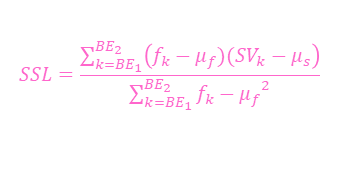 SSL = \frac{\sum_{k=BE_1}^{BE_2} (f_k - \mu_f)(SV_k - \mu_s)}{\sum_{k=BE_1}^{BE_2} f_k - {\mu_f}^2}